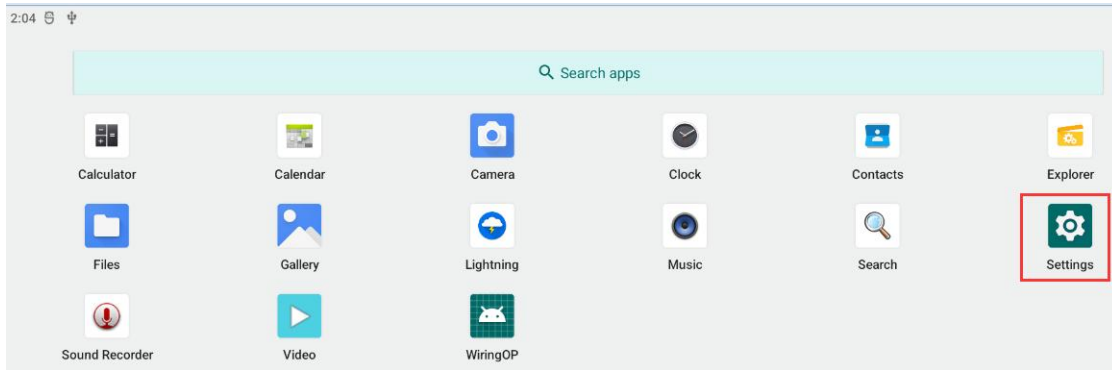 2:04
Search apps
Calculator
Calendar
Camera
Clock
Contacts
Explorer
Files
Gallery
Lightning
Music
Search
Settings
Sound Recorder
Video
WiringOP